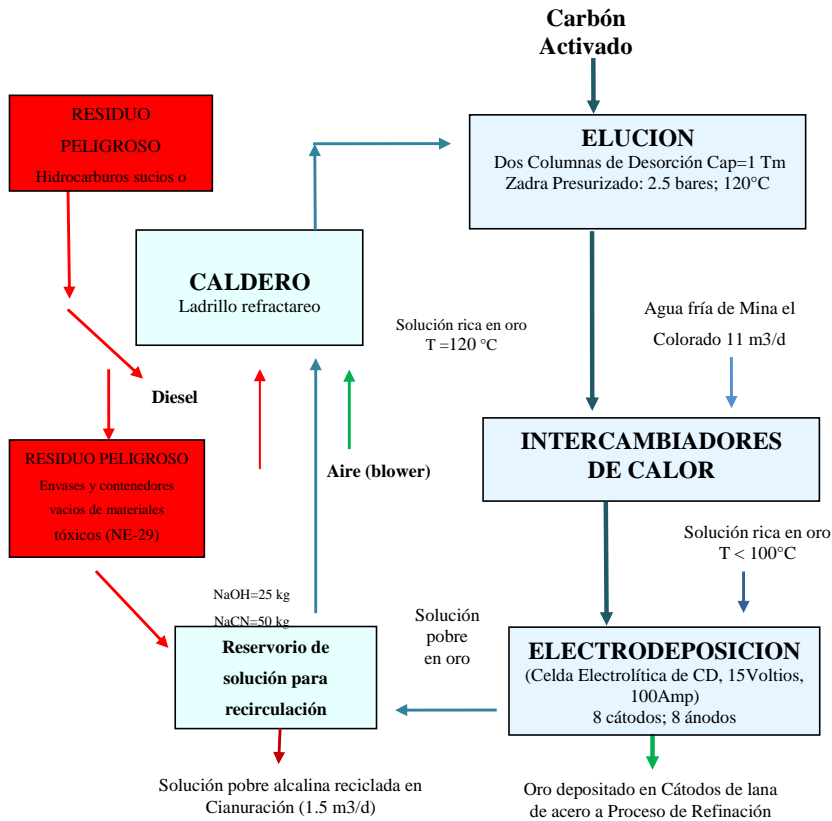 Carbón
Activado
RESIDUO
PELIGROSO
Hidrocarburos sucios o
ELUCION
Dos Columnas de Desorción Cap=1 Tm
Zadra Presurizado: 2.5 bares; 120°C
CALDERO
Ladrillo refractareo
Solución rica en oro
T =120 °C
Agua fría de Mina el
Colorado 11 m3/d
Diesel
RESIDUO PELIGROSO
Envases y contenedores
vacios de materiales
tóxicos (NE-29)
Aire (blower)
INTERCAMBIADORES
DE CALOR
Solución rica en oro
T < 100°C
NaOH=25 kg
NaCN=50 kg
Reservorio de
solución para
recirculación
Solución
pobre
en oro
ELECTRODEPOSICION
(Celda Electrolítica de CD, 15Voltios,
100Amp)
8 cátodos; 8 ánodos
Solución pobre alcalina reciclada en
Cianuración (1.5 m3/d)
Oro depositado en Cátodos de lana
de acero a Proceso de Refinación